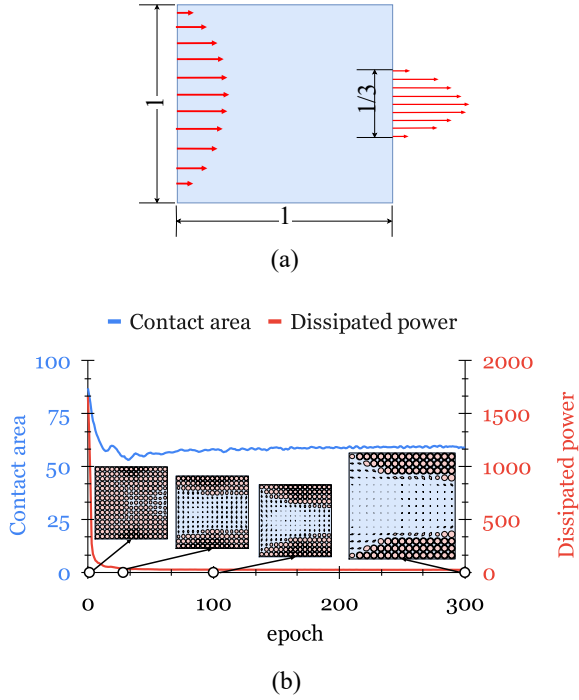 1
1/3
1
(a)
Contact area Dissipated power
100 2000
75 1500
50 1000
25 500
0 0
Contact area
Dissipated power
0 100 200 300
epoch
(b)